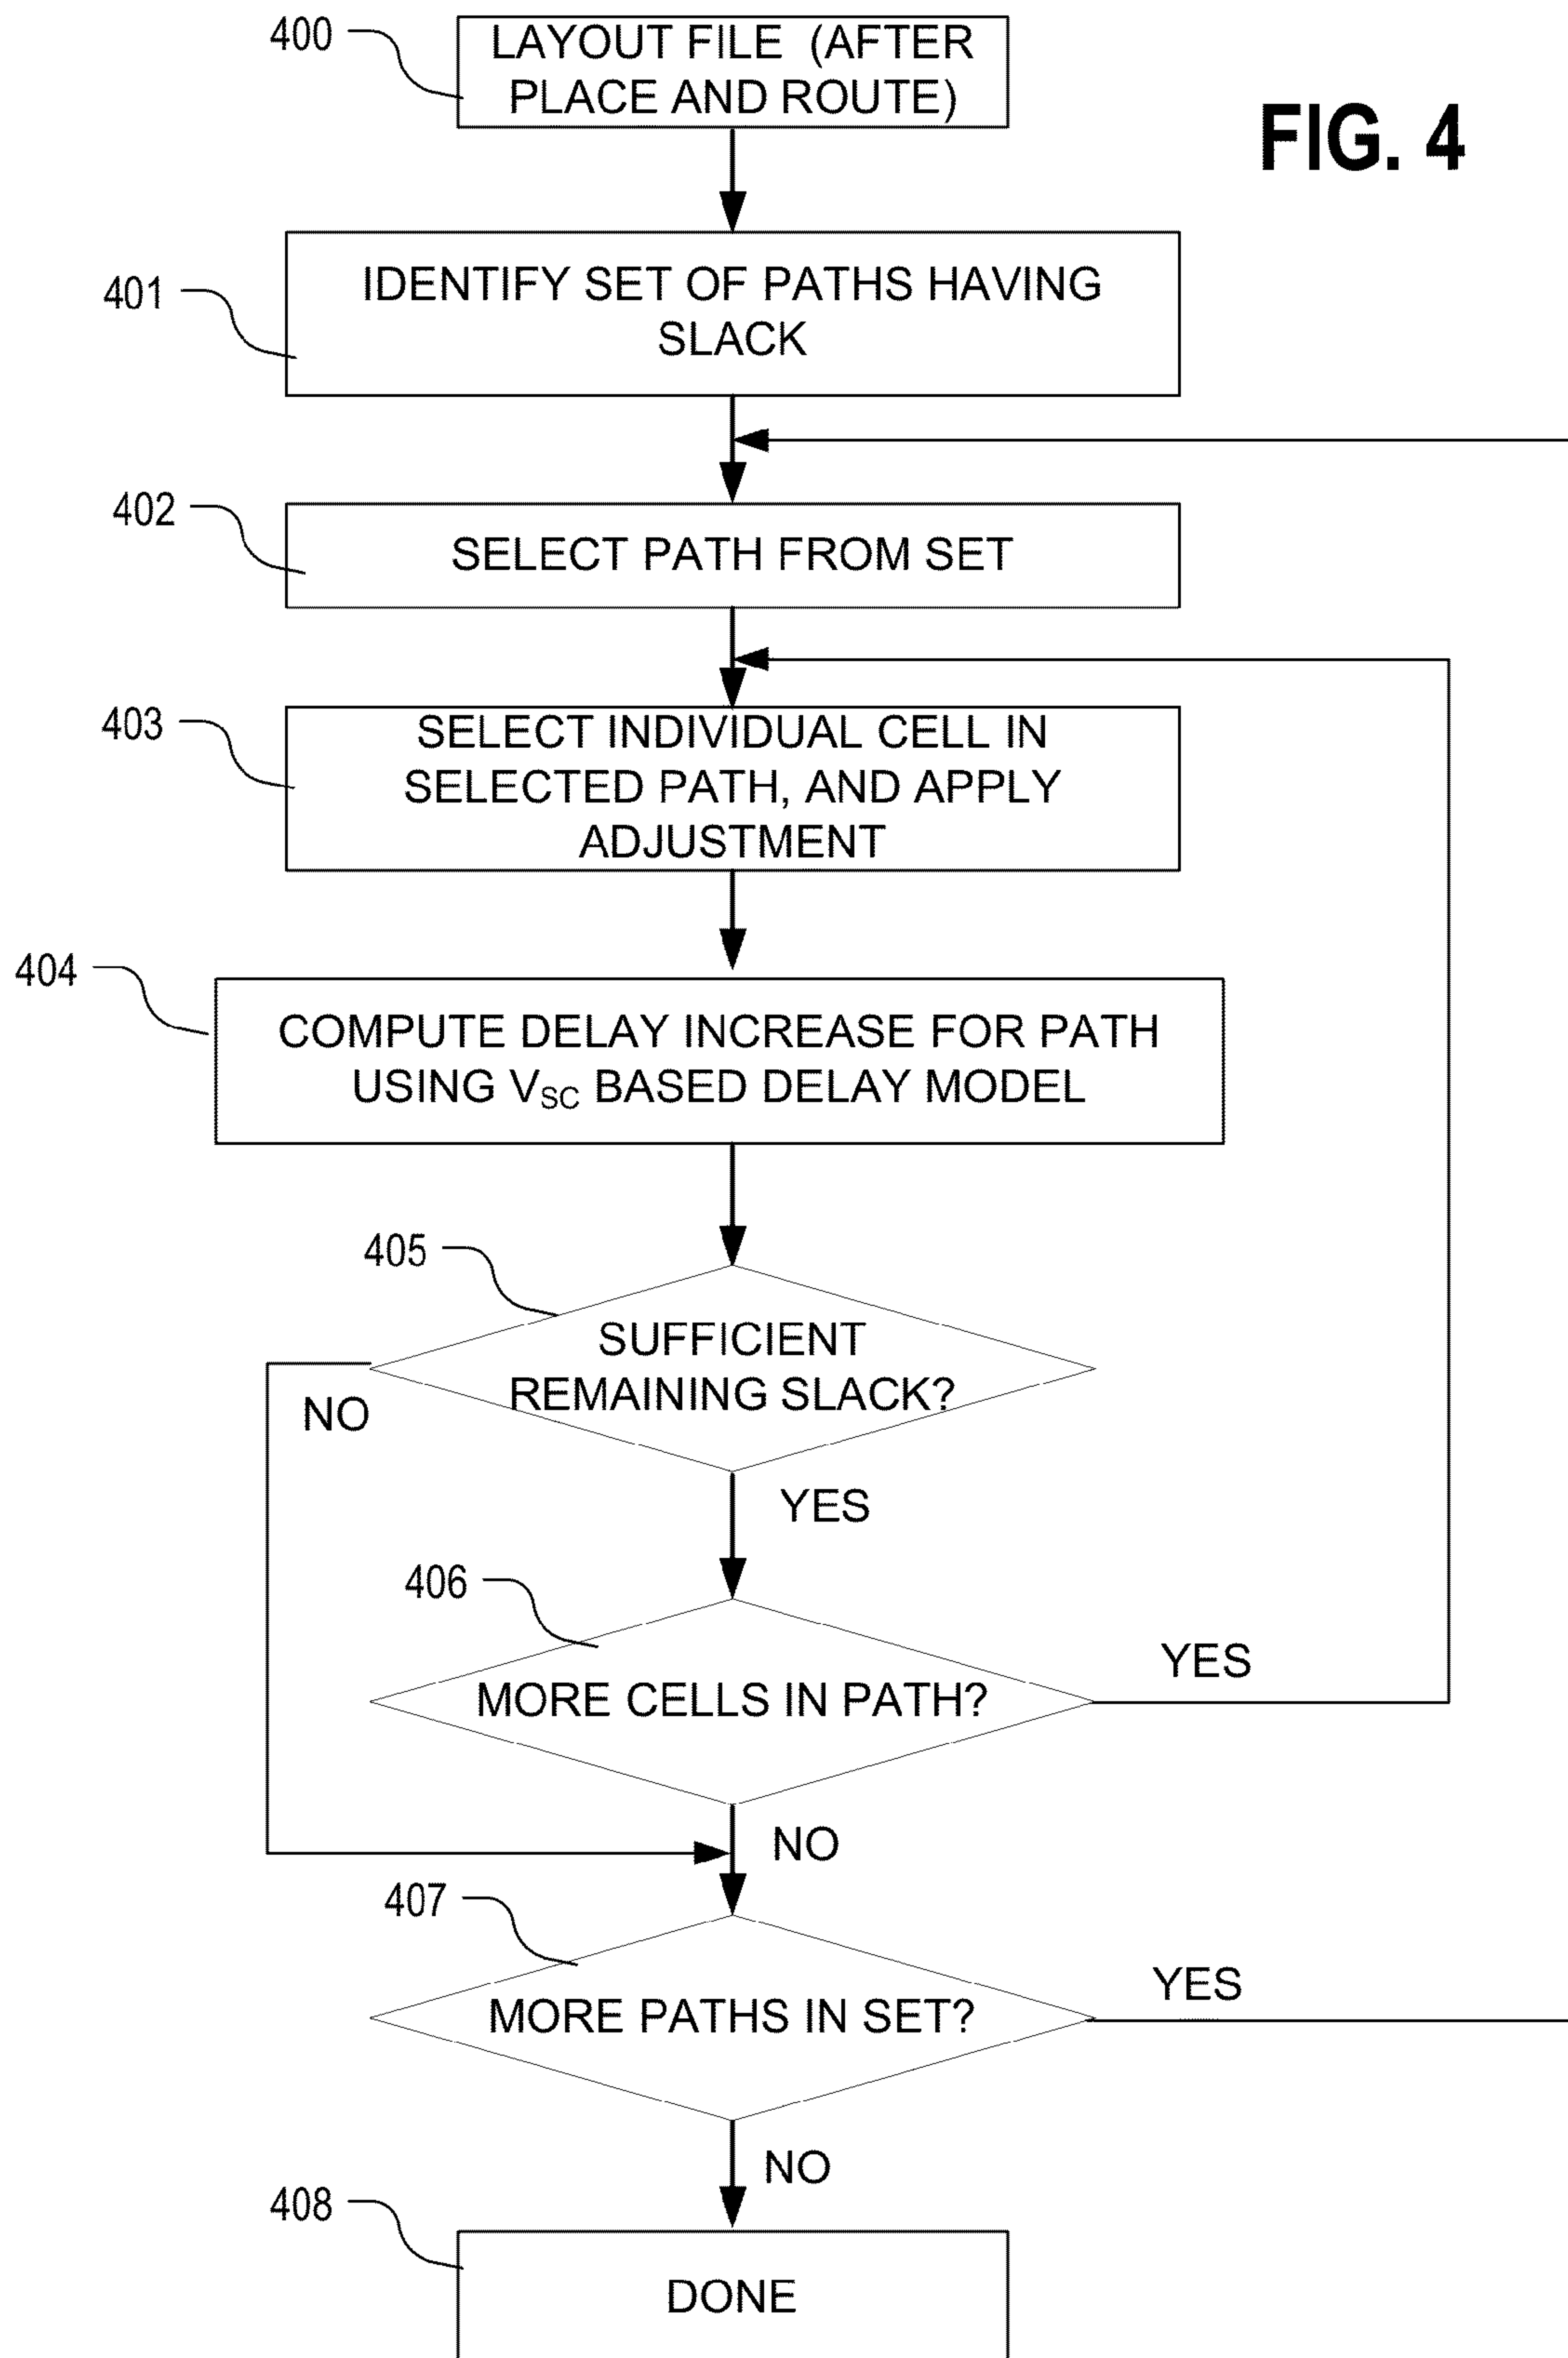 400
LAYOUT FILE (AFTER
PLACE AND ROUTE)
FIG. 4
401
IDENTIFY SET OF PATHS HAVING
SLACK
402
SELECT PATH FROM SET
403
SELECT INDIVIDUAL CELL IN
SELECTED PATH, AND APPLY
ADJUSTMENT
404
COMPUTE DELAY INCREASE FOR PATH
USING VSC BASED DELAY MODEL
405
SUFFICIENT
REMAINING SLACK?
NO
YES
406
MORE CELLS IN PATH?
YES
NO
407
MORE PATHS IN SET?
YES
NO
408
DONE